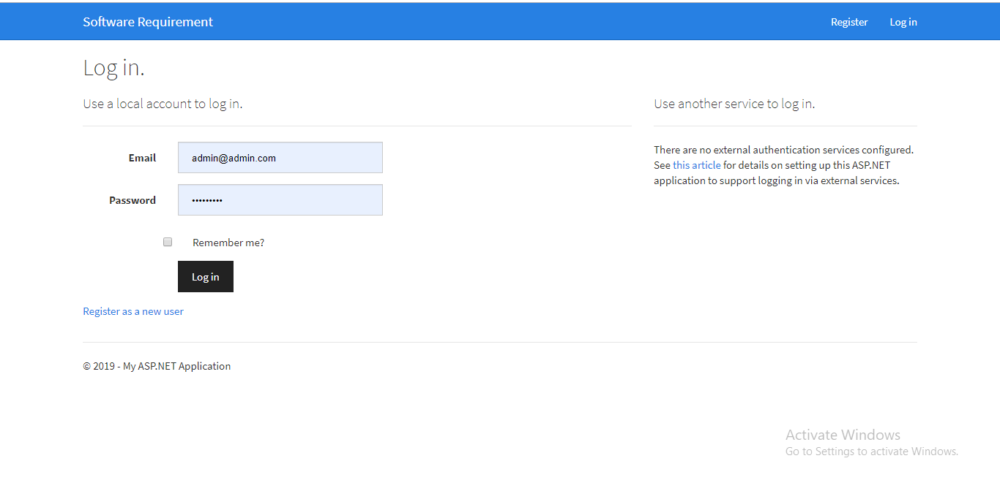 Software Requirement
Register
Log in
Log in.
Use a local account to log in.
Email
admin@admin.com
Password
•••••••••
Remember me?
Log in
Register as a new user
Use another service to log in.
There are no external authentication services configured.
See this article for details on setting up this ASP.NET
application to support logging in via external services.
© 2019 - My ASP.NET Application
Activate Windows
Go to Settings to activate Windows.